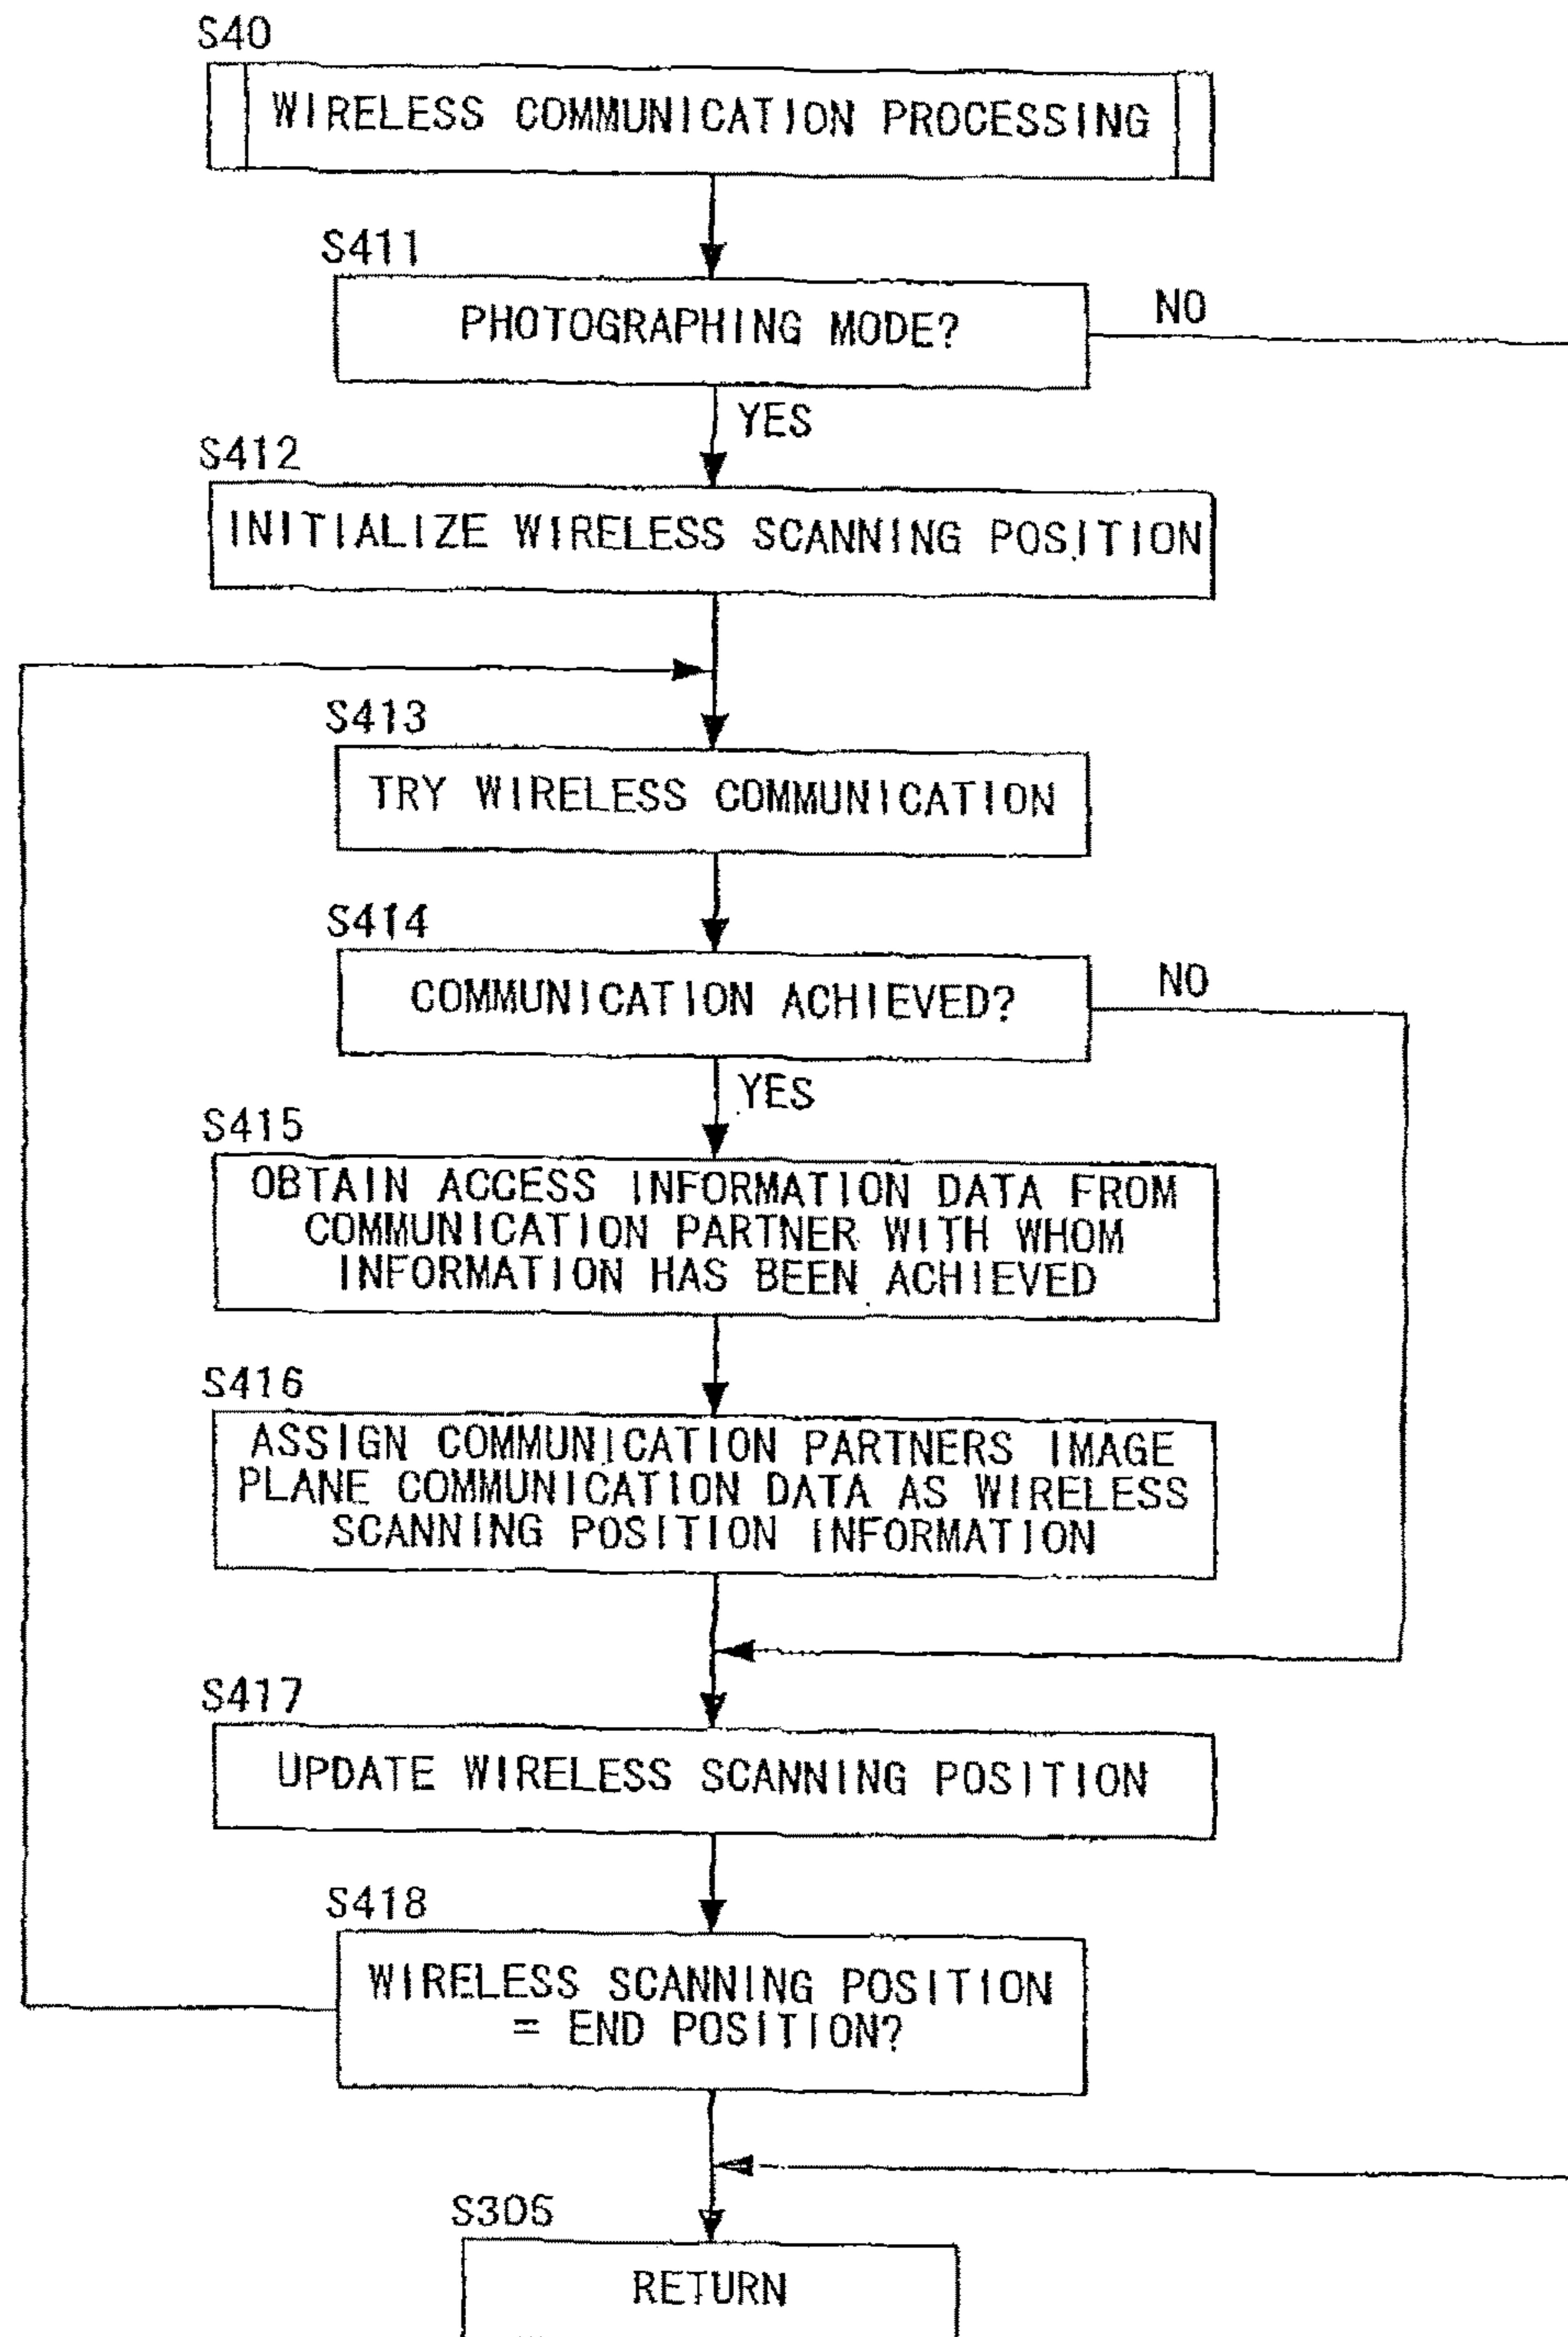 S40
WIRELESS COMMUNICATION PROCESSING
S411
PHOTOGRAPHING MODE?
NO
YES
S412
INITIALIZE WIRELESS SCANNING POSITION
S413
TRY WIRELESS COMMUNICATION
S414
COMMUNICATION ACHIEVED?
NO
YES
S415
OBTAIN ACCESS INFORMATION DATA FROM
COMMUNICATION PARTNER WITH WHOM
INFORMATION HAS BEEN ACHIEVED
S416
ASSIGN COMMUNICATION PARTNERS IMAGE
PLANE COMMUNICATION DATA AS WIRELESS
SCANNING POSITION INFORMATION
S417
UPDATE WIRELESS SCANNING POSITION
S418
WIRELESS SCANNING POSITION
= END POSITION?
S306
RETURN